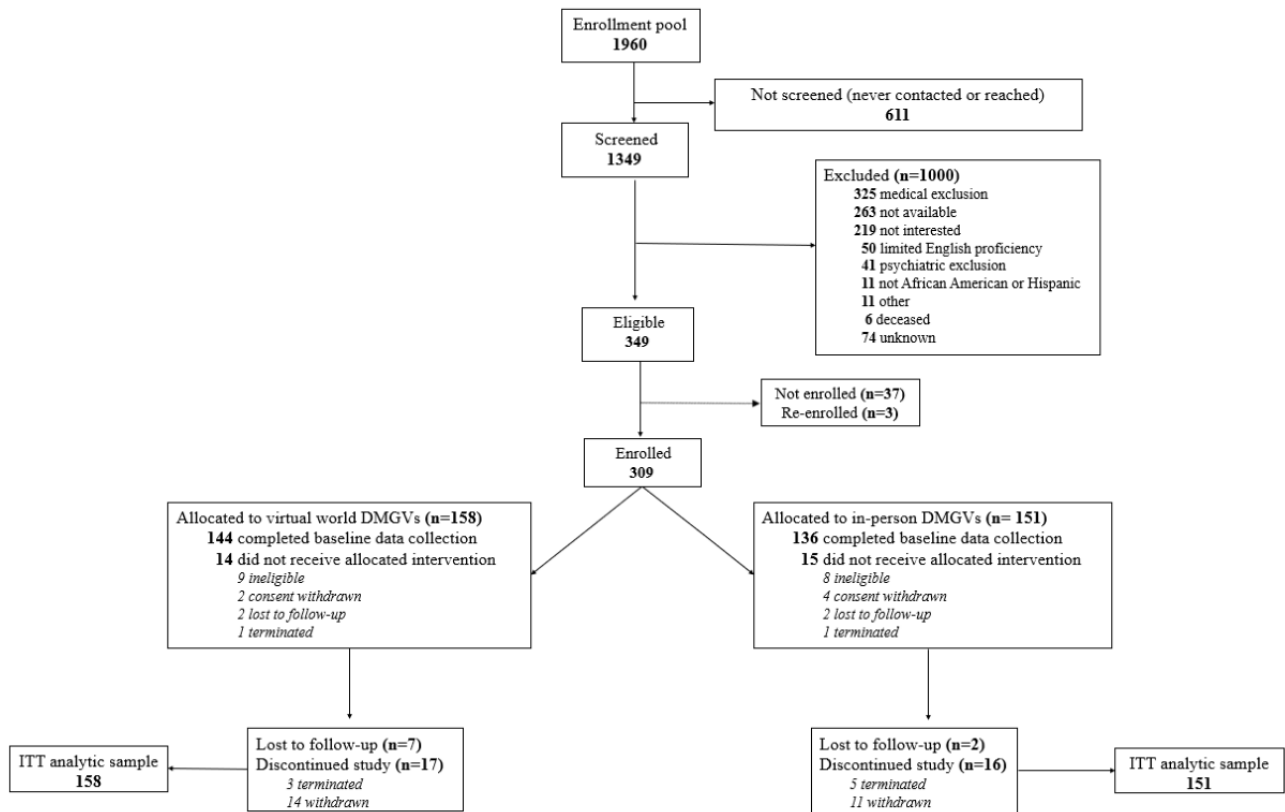 Enrollment pool
1960
Not screened (never contacted or reached)
611
Screened
1349
Excluded (n=1000)
325 medical exclusion
263 not available
219 not interested
50 limited English proficiency
41 psychiatric exclusion
11 not African American or Hispanic
11 other
6 deceased
74 unknown
Eligible
349
Not enrolled (n=37)
Re-enrolled (n=3)
Enrolled
309
Allocated to virtual world DMGVs (n=158)
144 completed baseline data collection
14 did not receive allocated intervention
9 ineligible
2 consent withdrawn
2 lost to follow-up
1 terminated
Allocated to in-person DMGVs (n= 151)
136 completed baseline data collection
15 did not receive allocated intervention
8 ineligible
4 consent withdrawn
2 lost to follow-up
1 terminated
ITT analytic sample
158
Lost to follow-up (n=7)
Discontinued study (n=17)
3 terminated
14 withdrawn
Lost to follow-up (n=2)
Discontinued study (n=16)
5 terminated
11 withdrawn
ITT analytic sample
151